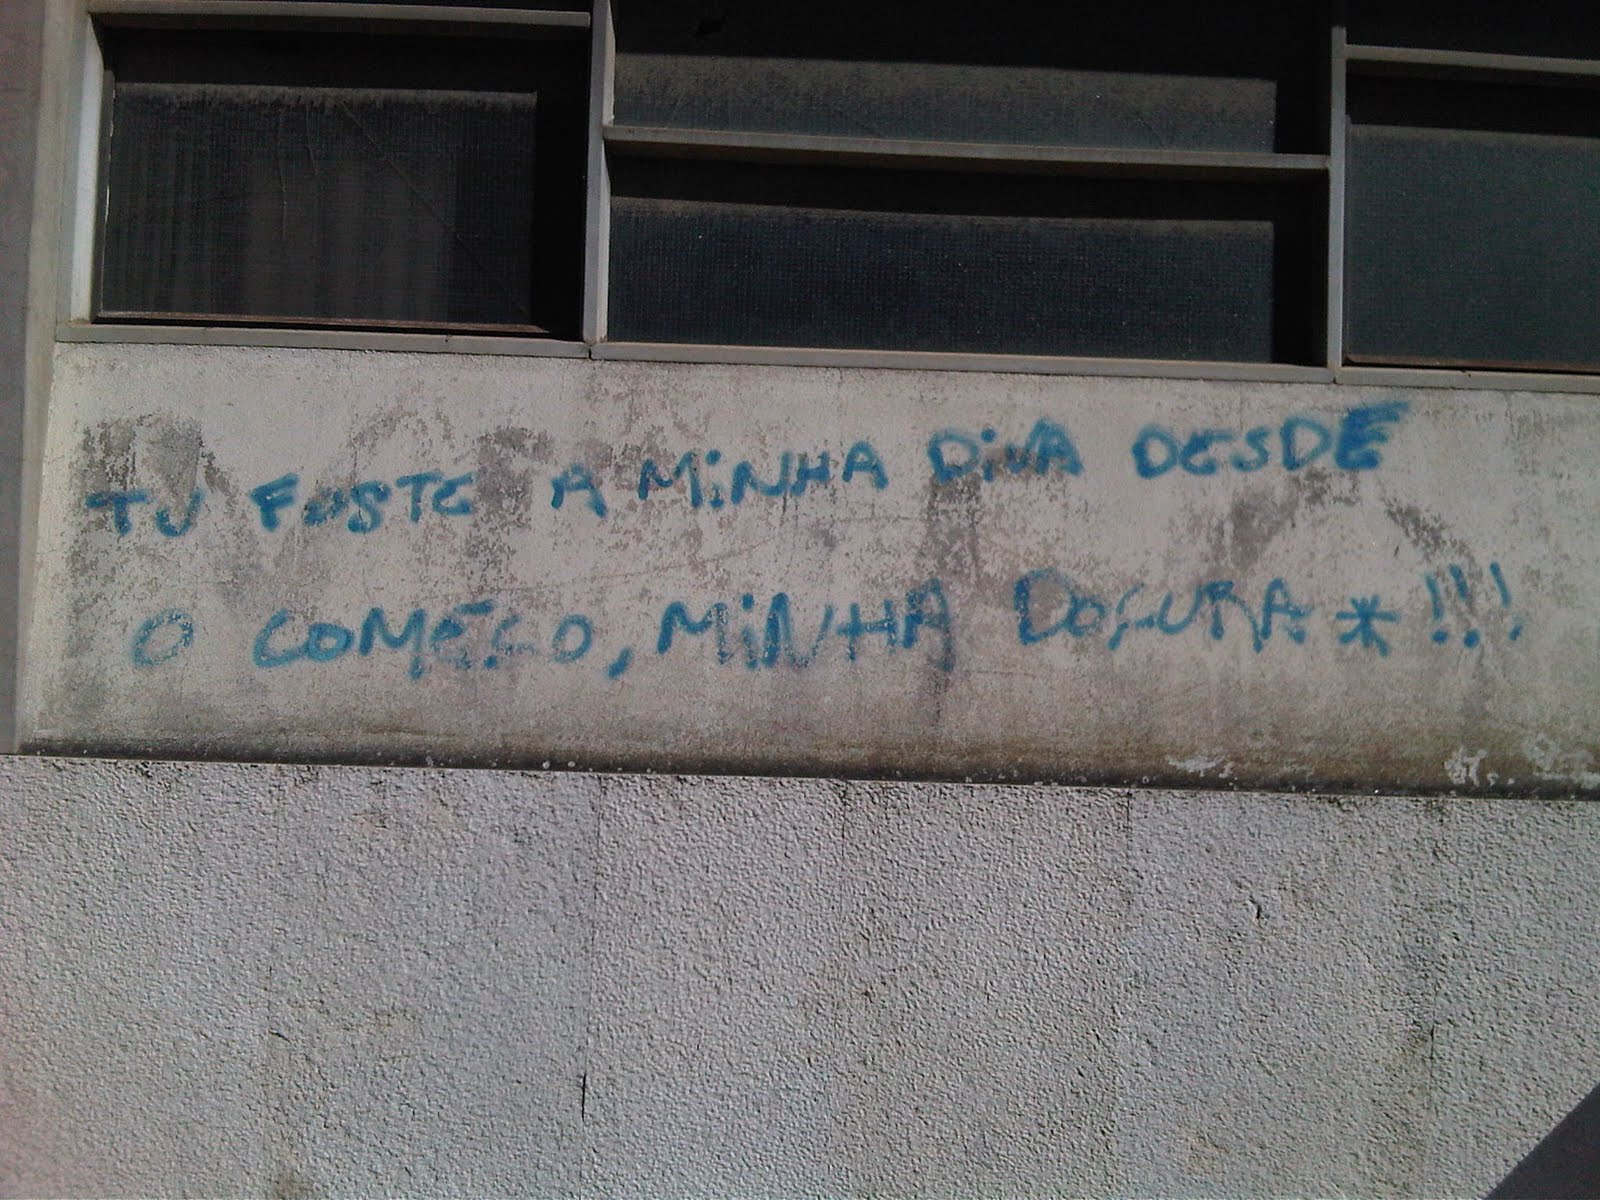 TU FOSTE A MiNHA DiVA DESDE
O COMEÇO, MiNHA DOÇURA * !!!